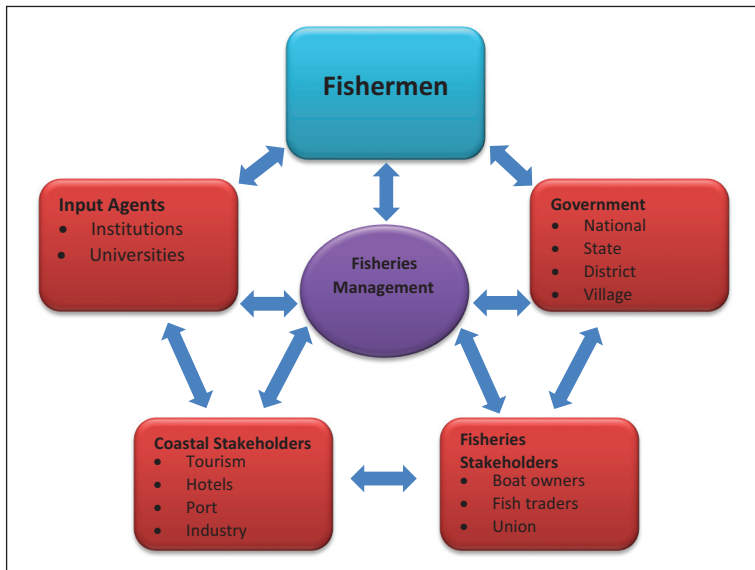 Fishermen
Input Agents
• Institutions
• Universities
Government
• National
• State
• District
• Village
Fisheries
Management
Coastal Stakeholders
• Tourism
• Hotels
• Port
• Industry
Fisheries
Stakeholders
• Boat owners
• Fish traders
• Union